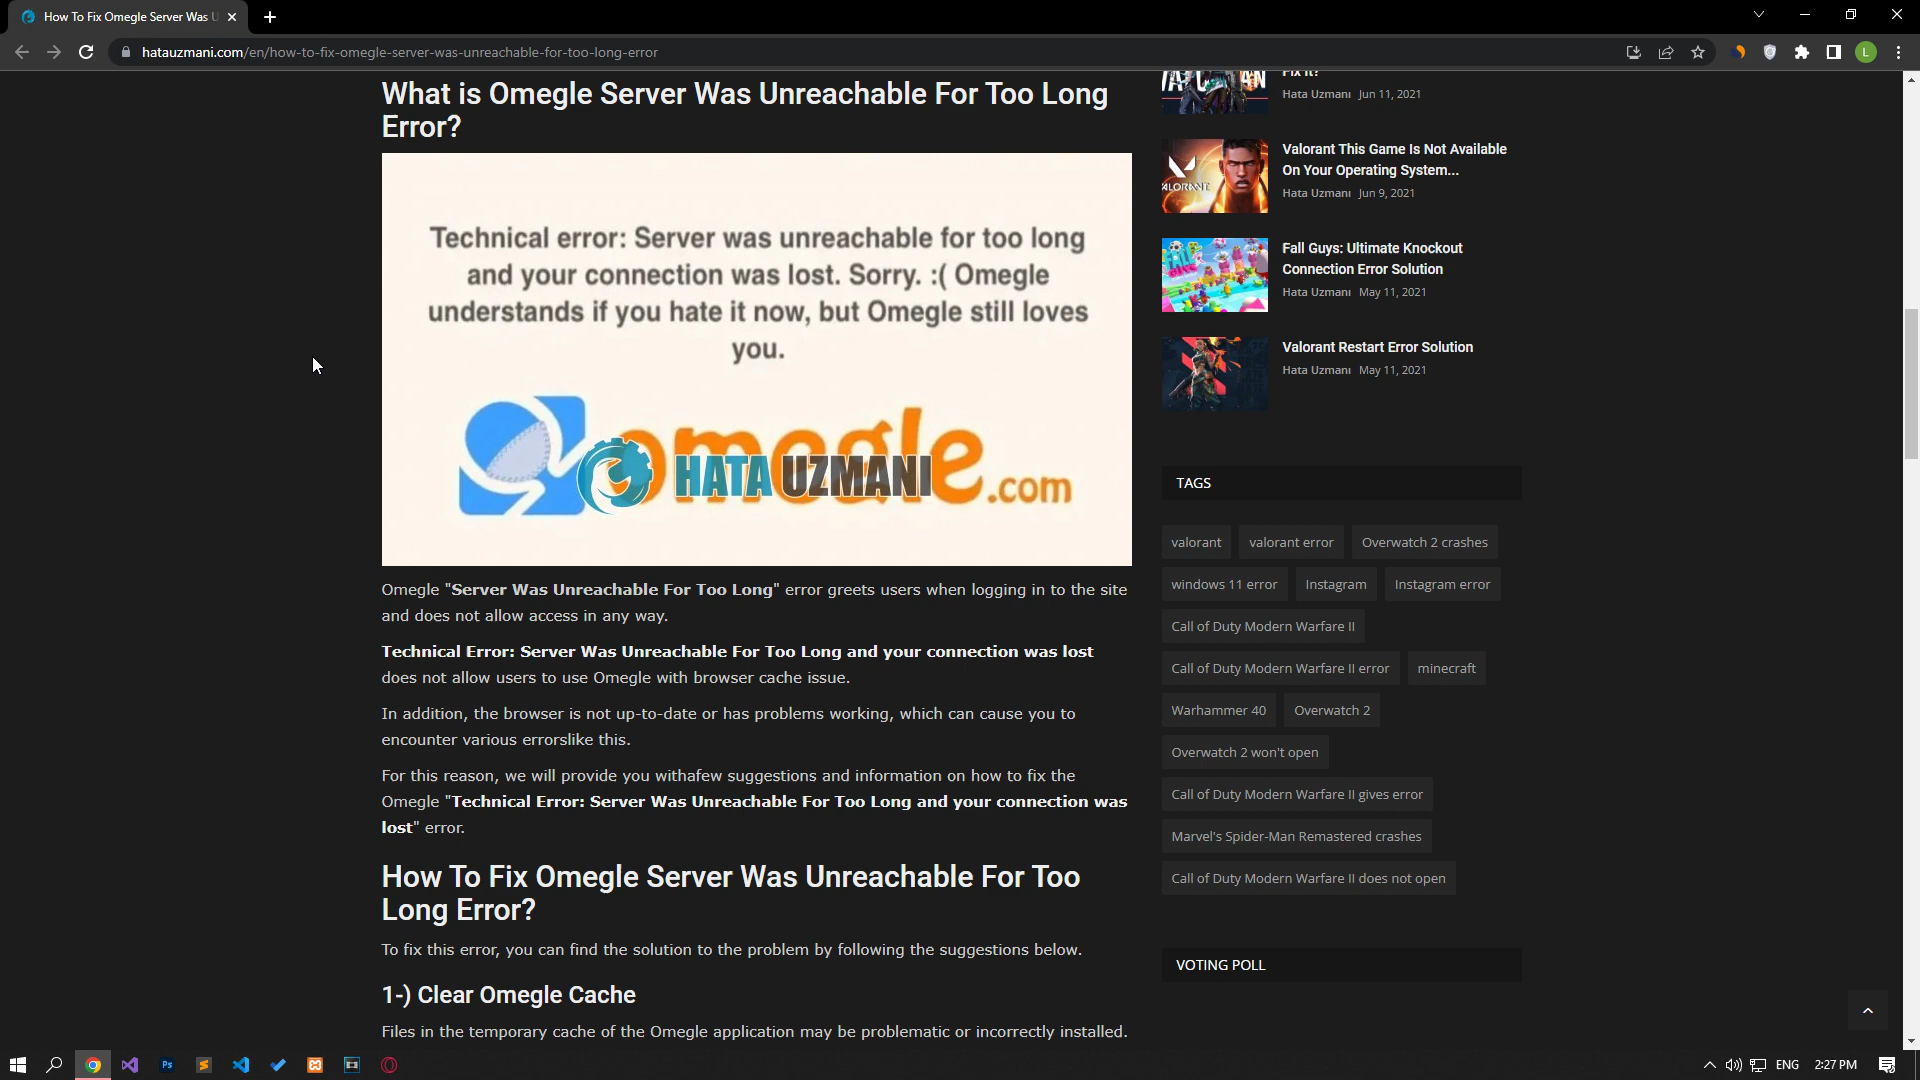 How To Fix Omegle Server Was U
hatauzmani.com/en/how-to-fix-omegle-server-was-unreachable-for-too-long-error
L
What is Omegle Server Was Unreachable For Too Long
Error?
Technical error: Server was unreachable for too long
and your connection was lost. Sorry. :( Omegle
understands if you hate it now, but Omegle still loves
you.
omegle.com
HATA UZMANI
Omegle "Server Was Unreachable For Too Long" error greets users when logging in to the site
and does not allow access in any way.
Technical Error: Server Was Unreachable For Too Long and your connection was lost
does not allow users to use Omegle with browser cache issue.
In addition, the browser is not up-to-date or has problems working, which can cause you to
encounter various errorslike this.
For this reason, we will provide you withafew suggestions and information on how to fix the
Omegle "Technical Error: Server Was Unreachable For Too Long and your connection was
lost" error.
How To Fix Omegle Server Was Unreachable For Too
Long Error?
To fix this error, you can find the solution to the problem by following the suggestions below.
1-) Clear Omegle Cache
Files in the temporary cache of the Omegle application may be problematic or incorrectly installed.
Fix It?
Hata Uzmanı Jun 11, 2021
VALORANT
Valorant This Game Is Not Available
On Your Operating System...
Hata Uzmanı Jun 9, 2021
FALL GUYS
Fall Guys: Ultimate Knockout
Connection Error Solution
Hata Uzmanı May 11, 2021
Valorant Restart Error Solution
Hata Uzmanı May 11, 2021
TAGS
valorant
valorant error
Overwatch 2 crashes
windows 11 error
Instagram
Instagram error
Call of Duty Modern Warfare II
Call of Duty Modern Warfare II error
minecraft
Warhammer 40
Overwatch 2
Overwatch 2 won't open
Call of Duty Modern Warfare II gives error
Marvel's Spider-Man Remastered crashes
Call of Duty Modern Warfare II does not open
VOTING POLL
Ps
ENG
2:27 PM